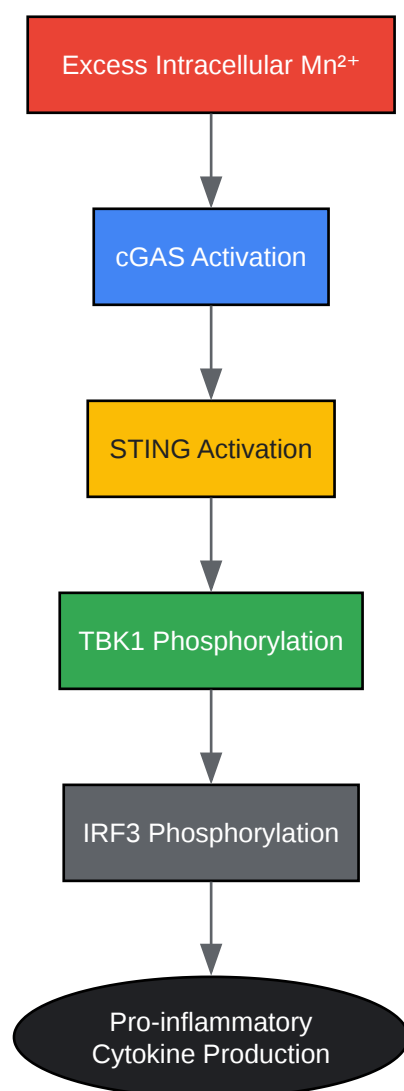 Excess Intracellular Mn²⁺
cGAS Activation
STING Activation
TBK1 Phosphorylation
IRF3 Phosphorylation
Pro-inflammatory
Cytokine Production